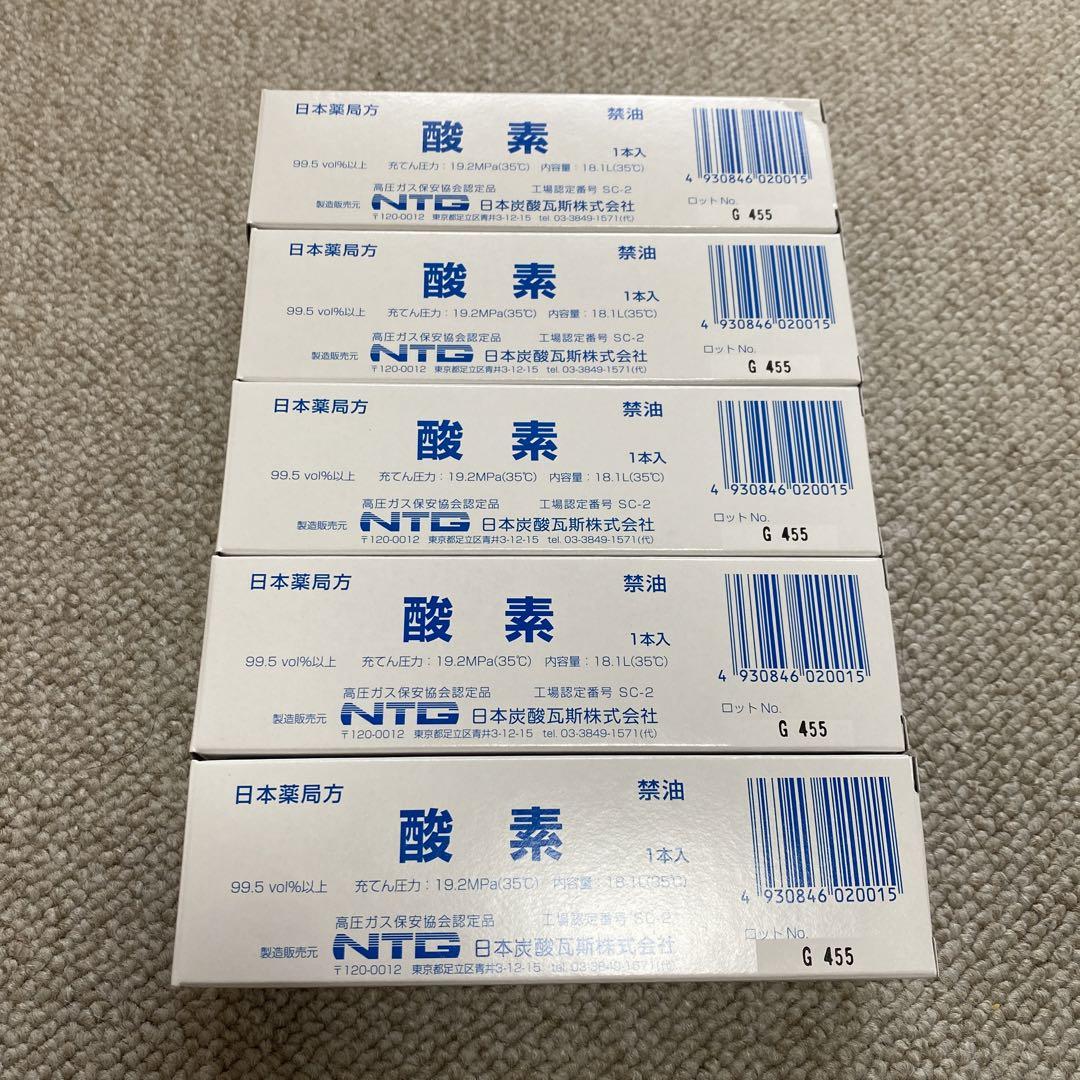 日本薬局方 禁油
酸素 1本入
99.5 vol%以上 充てん圧力:19.2MPa(35℃) 内容量:18.1L(35℃)
4 930846 020015
高圧ガス保安協会認定品 工場認定番号 SC-2
ロットNo.
製造販売元 NTG 日本炭酸瓦斯株式会社
G 455
〒120-0012 東京都足立区青井3-12-15 tel. 03-3849-1571(代)
日本薬局方 禁油
酸素 1本入
99.5 vol%以上 充てん圧力:19.2MPa(35℃) 内容量:18.1L(35℃)
4 930846 020015
高圧ガス保安協会認定品 工場認定番号 SC-2
ロットNo.
製造販売元 NTG 日本炭酸瓦斯株式会社
G 455
〒120-0012 東京都足立区青井3-12-15 tel. 03-3849-1571(代)
日本薬局方 禁油
酸素 1本入
99.5 vol%以上 充てん圧力:19.2MPa(35℃) 内容量:18.1L(35℃)
4 930846 020015
高圧ガス保安協会認定品 工場認定番号 SC-2
ロットNo.
製造販売元 NTG 日本炭酸瓦斯株式会社
G 455
〒120-0012 東京都足立区青井3-12-15 tel. 03-3849-1571(代)
日本薬局方 禁油
酸素 1本入
99.5 vol%以上 充てん圧力:19.2MPa(35℃) 内容量:18.1L(35℃)
4 930846 020015
高圧ガス保安協会認定品 工場認定番号 SC-2
ロットNo.
製造販売元 NTG 日本炭酸瓦斯株式会社
G 455
〒120-0012 東京都足立区青井3-12-15 tel. 03-3849-1571(代)
日本薬局方 禁油
酸素 1本入
99.5 vol%以上 充てん圧力:19.2MPa(35℃) 内容量:18.1L(35℃)
4 930846 020015
高圧ガス保安協会認定品 工場認定番号 SC-2
ロットNo.
製造販売元 NTG 日本炭酸瓦斯株式会社
G 455
〒120-0012 東京都足立区青井3-12-15 tel. 03-3849-1571(代)